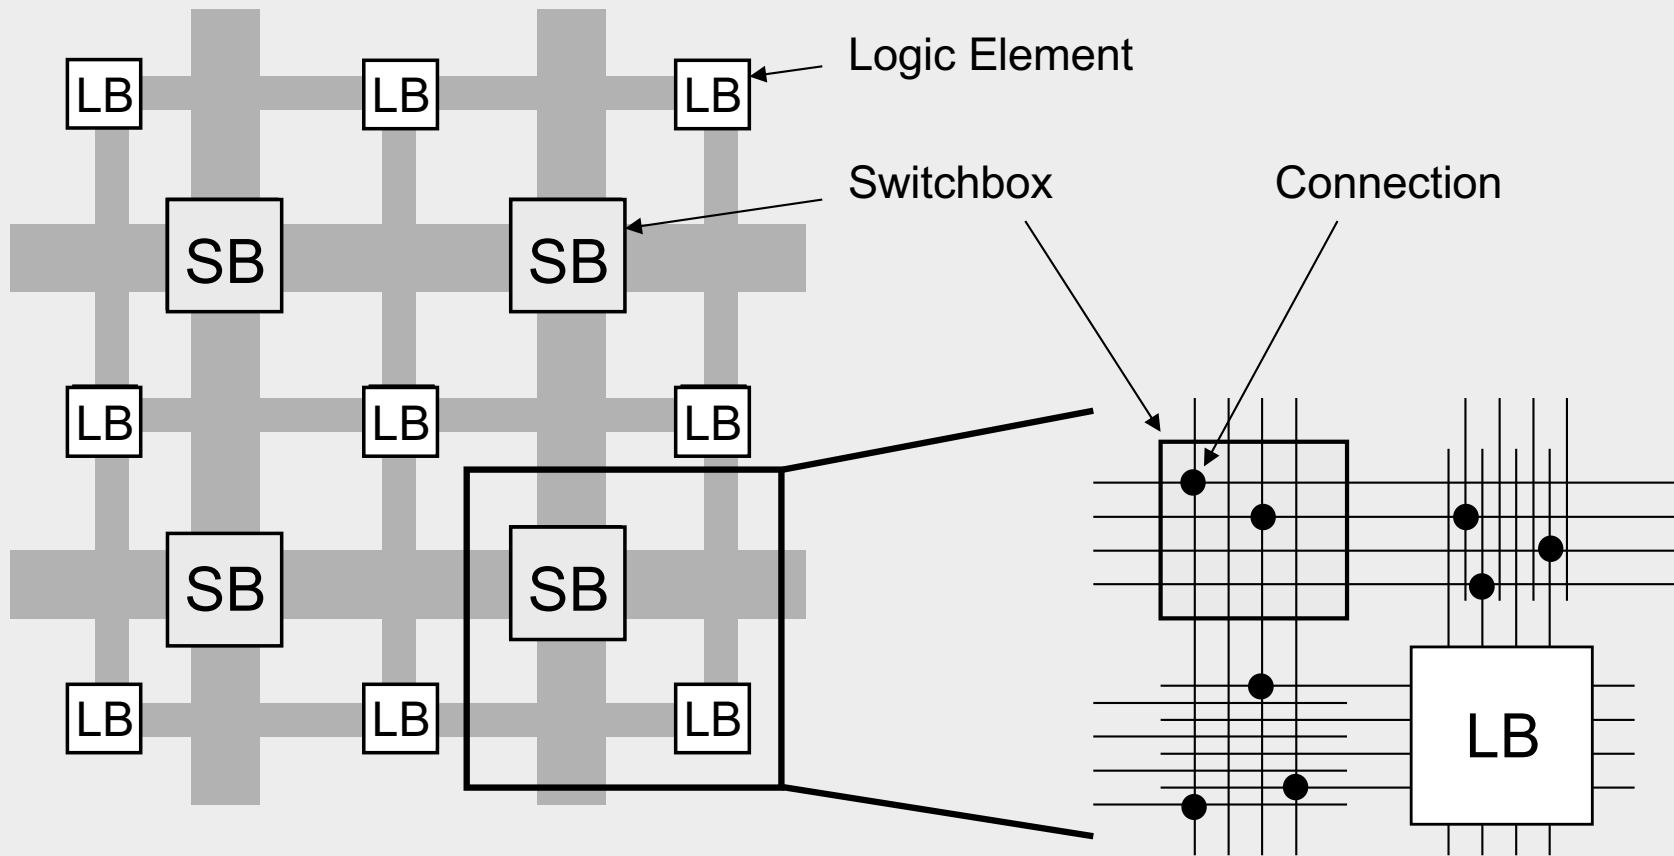 LB LB LB Logic Element
Switchbox Connection
SB SB
LB LB LB
SB SB
LB LB LB LB